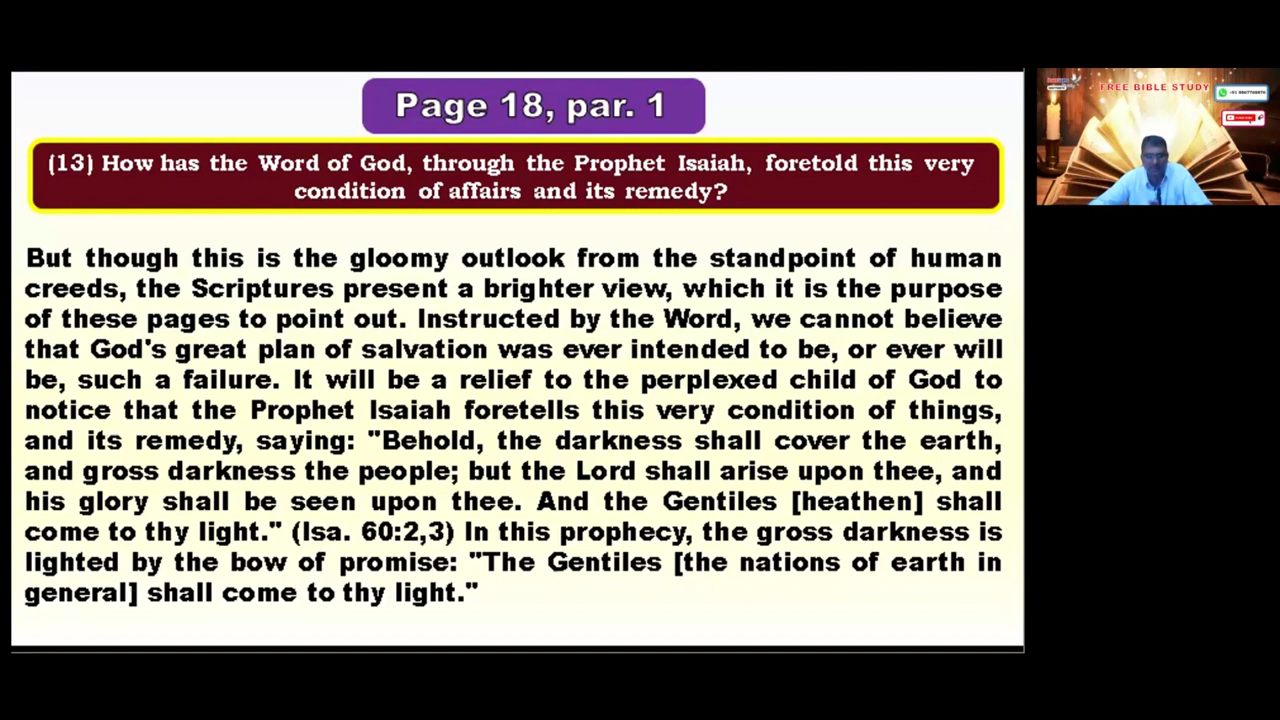 Page 18, par. 1
(13) How has the Word of God, through the Prophet Isaiah, foretold this very
condition of affairs and its remedy?
But though this is the gloomy outlook from the standpoint of human
creeds, the Scriptures present a brighter view, which it is the purpose
of these pages to point out. Instructed by the Word, we cannot believe
that God's great plan of salvation was ever intended to be, or ever will
be, such a failure. It will be a relief to the perplexed child of God to
notice that the Prophet Isaiah foretells this very condition of things,
and its remedy, saying: "Behold, the darkness shall cover the earth,
and gross darkness the people; but the Lord shall arise upon thee, and
his glory shall be seen upon thee. And the Gentiles [heathen] shall
come to thy light." (Isa. 60:2,3) In this prophecy, the gross darkness is
lighted by the bow of promise: "The Gentiles [the nations of earth in
general] shall come to thy light."
FREE BIBLE STUDY